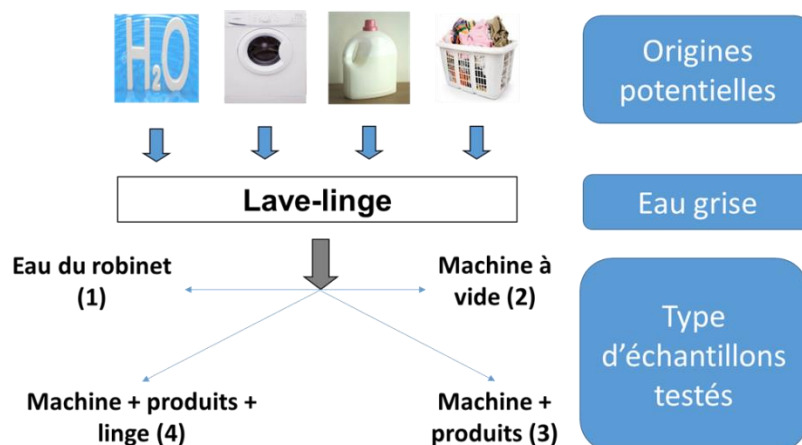 H2O
Origines
potentielles
Lave-linge
Eau grise
Eau du robinet
(1)
Machine à
vide (2)
Type
d'échantillons
testés
Machine + produits +
linge (4)
Machine +
produits (3)